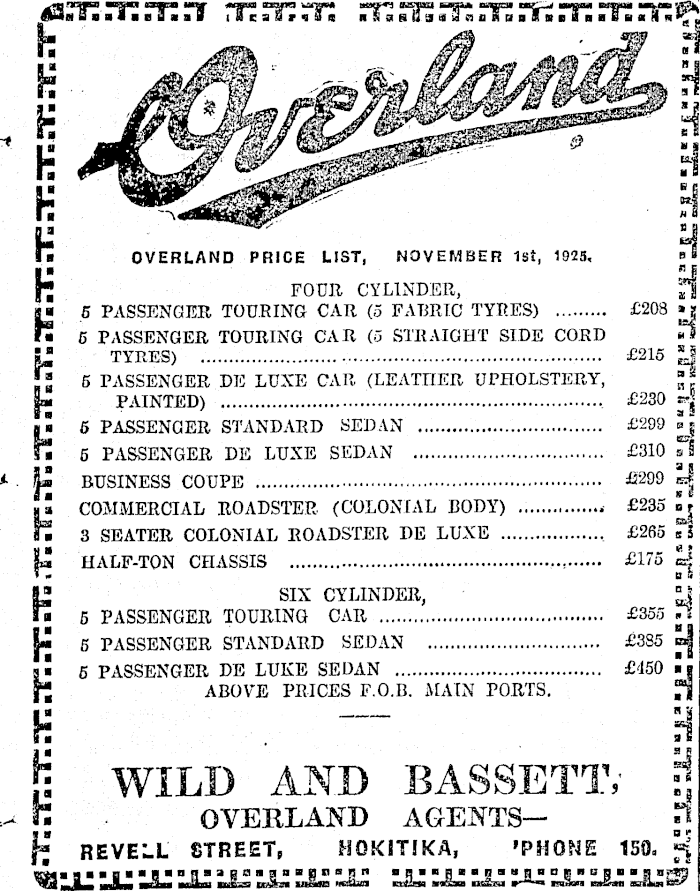 Overland
OVERLAND PRICE LIST, NOVEMBER 1st, 1925.
FOUR CYLINDER,
5 PASSENGER TOURING CAR (5 FABRIC TYRES) ......... £208
5 PASSENGER TOURING CAR (5 STRAIGHT SIDE CORD
TYRES) ............................................................ £215
5 PASSENGER DE LUXE CAR (LEATHER UPHOLSTERY,
PAINTED) ......................................................... £230
5 PASSENGER STANDARD SEDAN ........................... £299
5 PASSENGER DE LUXE SEDAN ........................... £310
BUSINESS COUPE .................................................. £299
COMMERCIAL ROADSTER (COLONIAL BODY) .............. £235
3 SEATER COLONIAL ROADSTER DE LUXE ............... £265
HALF-TON CHASSIS .............................................. £175
SIX CYLINDER,
5 PASSENGER TOURING CAR .................................. £355
5 PASSENGER STANDARD SEDAN ......................... £385
5 PASSENGER DE LUKE SEDAN .............................. £450
ABOVE PRICES F.O.B. MAIN PORTS.
WILD AND BASSETT,
OVERLAND AGENTS—
REVELL STREET, HOKITIKA, 'PHONE 150.